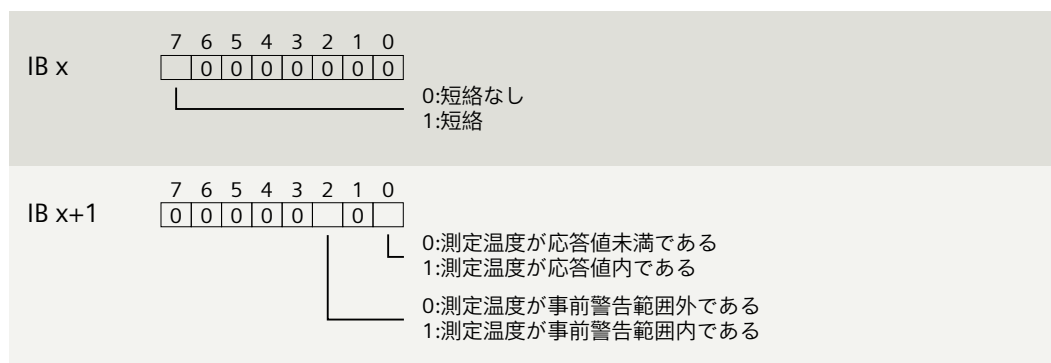 7 6 5 4 3 2 1 0
IB x
0 0 0 0 0 0 0
0:短絡なし
1:短絡
7 6 5 4 3 2 1 0
IB x+1
0 0 0 0 0 0
0:測定温度が応答値未満である
1:測定温度が応答値内である
0:測定温度が事前警告範囲外である
1:測定温度が事前警告範囲内である